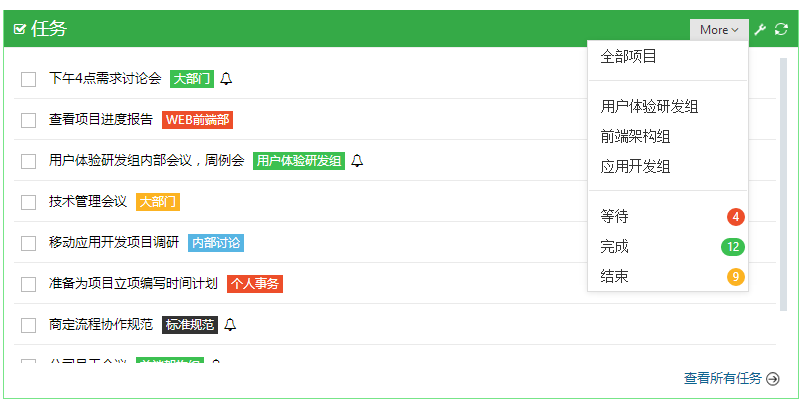 任务
More
全部项目
用户体验研发组
前端架构组
应用开发组
等待 4
完成 12
结束 9
下午4点需求讨论会 大部门
查看项目进度报告 WEB前端部
用户体验研发组内部会议，周例会 用户体验研发组
技术管理会议 大部门
移动应用开发项目调研 内部讨论
准备为项目立项编写时间计划 个人事务
商定流程协作规范 标准规范
查看所有任务